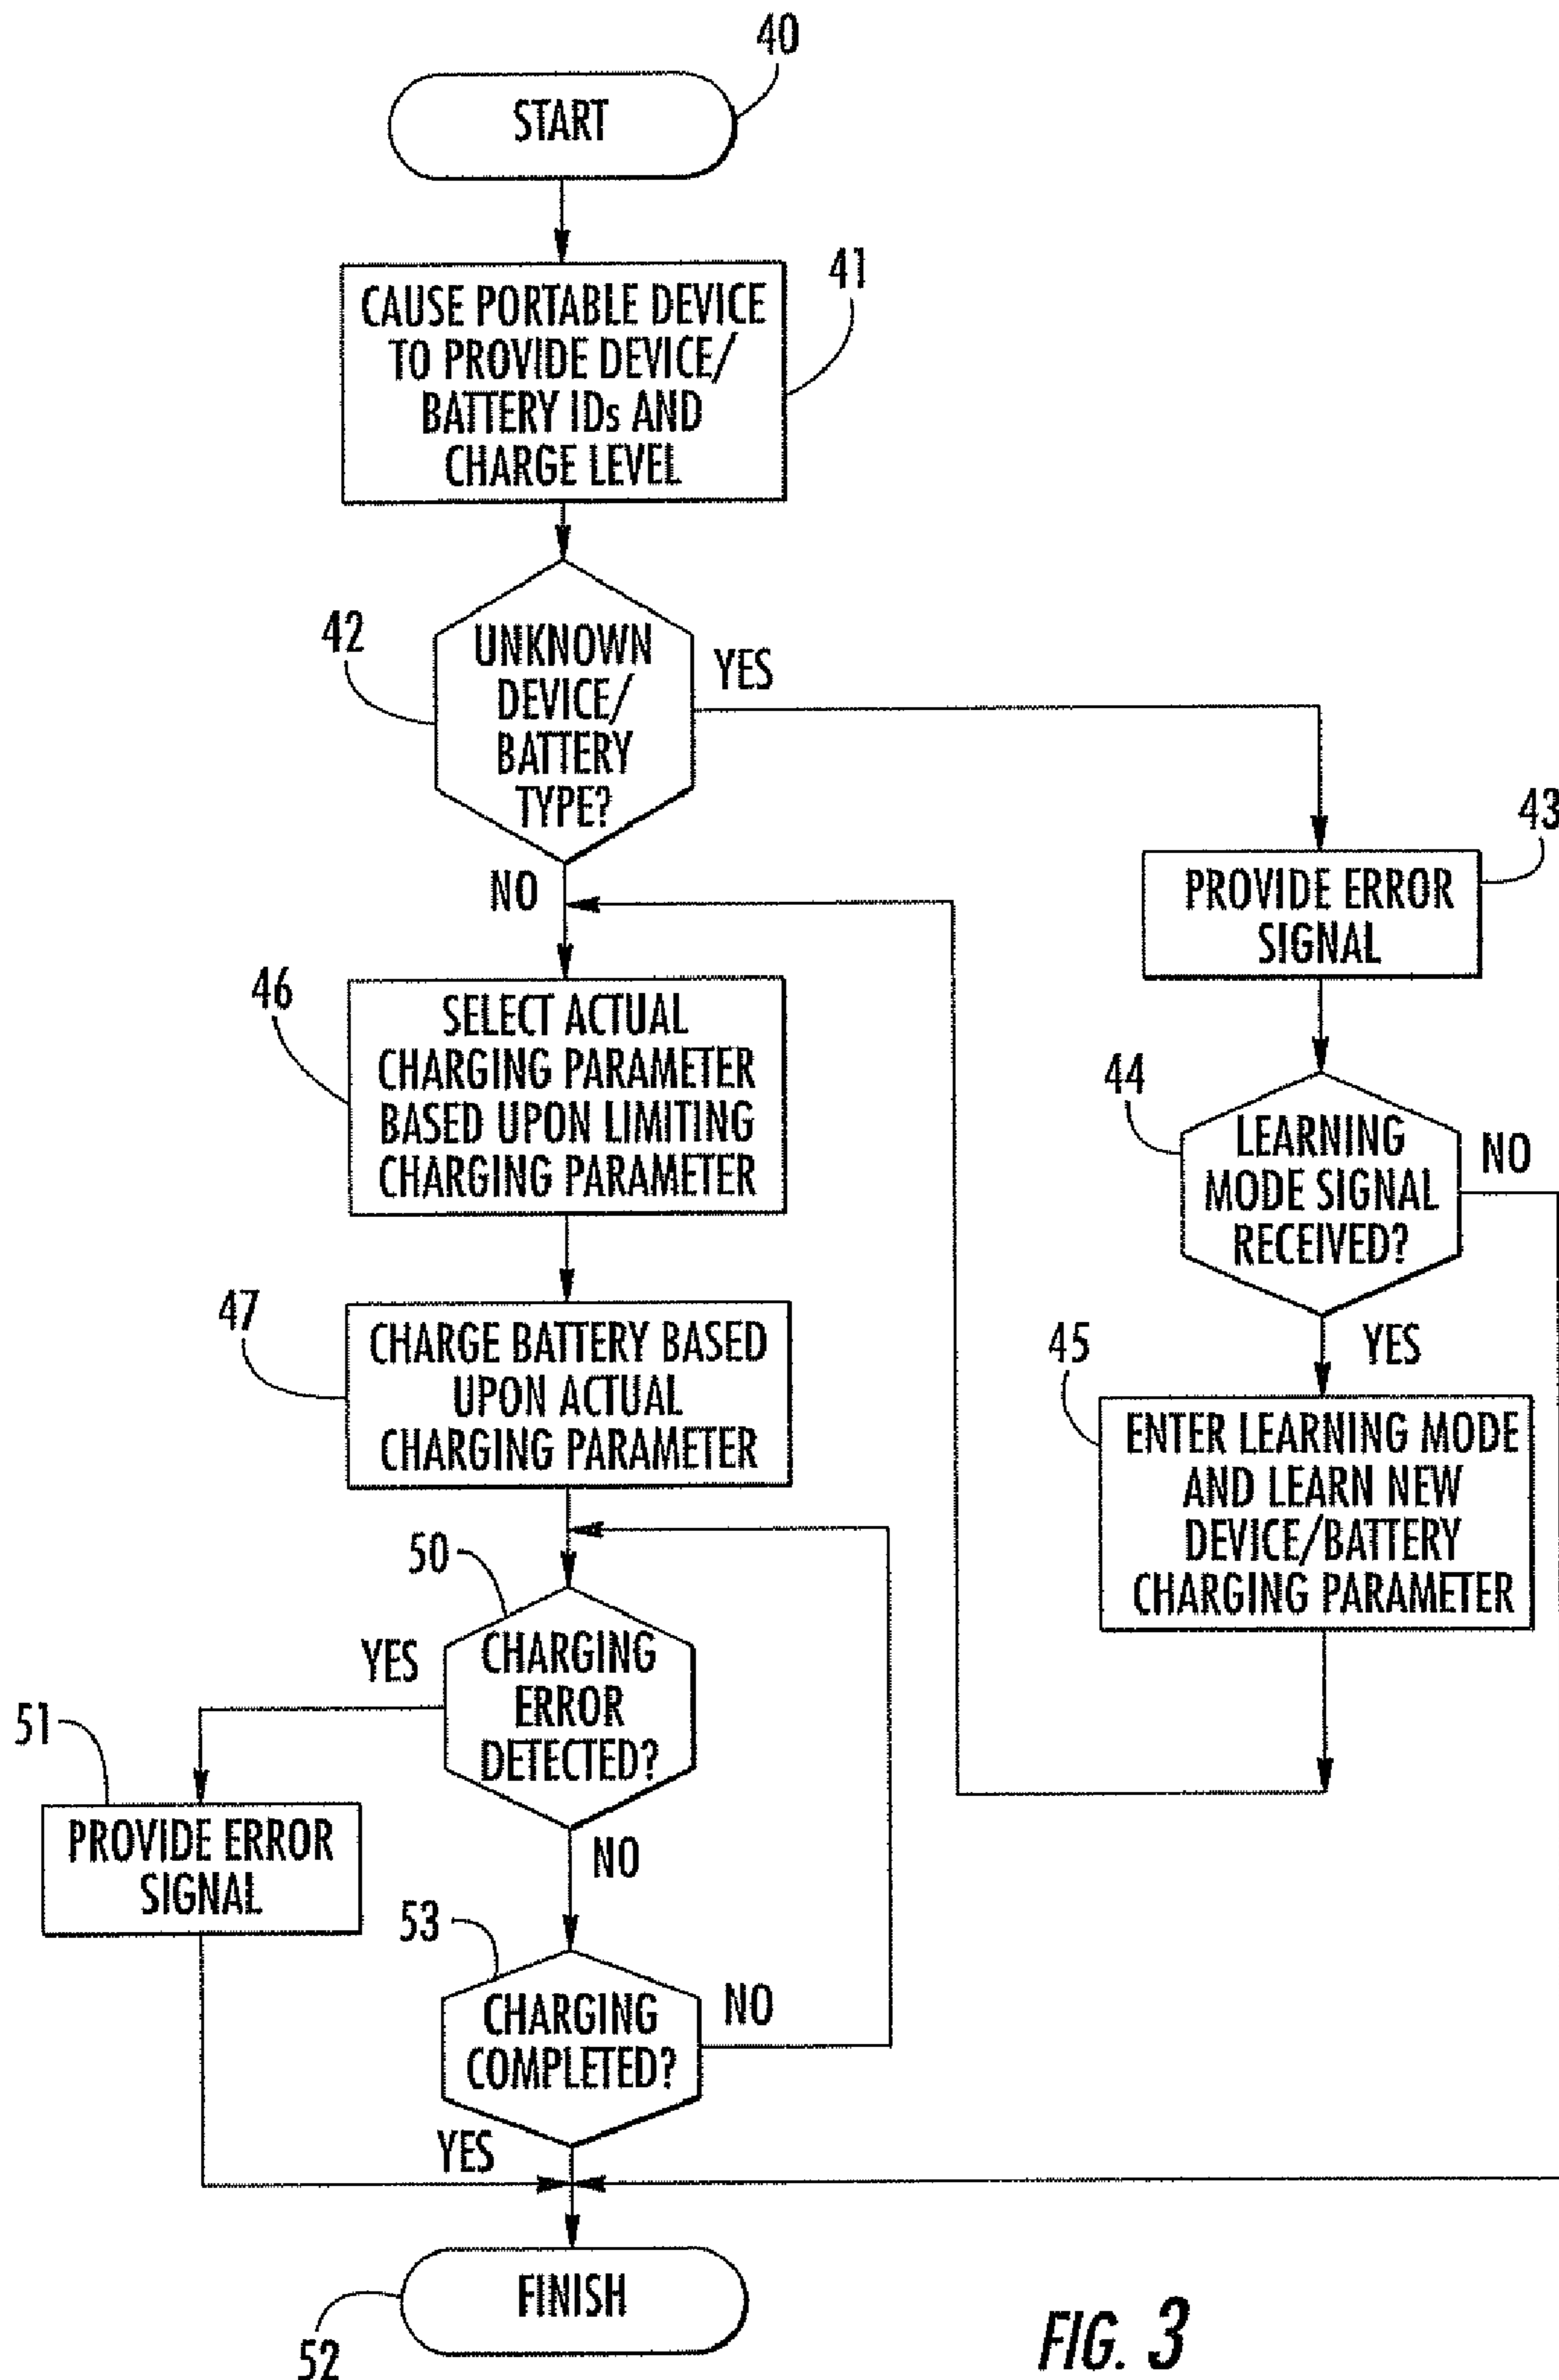 40
START
41
CAUSE PORTABLE DEVICE
TO PROVIDE DEVICE/
BATTERY IDs AND
CHARGE LEVEL
42
UNKNOWN
DEVICE/
BATTERY
TYPE?
YES
NO
43
PROVIDE ERROR
SIGNAL
44
LEARNING
MODE SIGNAL
RECEIVED?
NO
YES
45
ENTER LEARNING MODE
AND LEARN NEW
DEVICE/BATTERY
CHARGING PARAMETER
46
SELECT ACTUAL
CHARGING PARAMETER
BASED UPON LIMITING
CHARGING PARAMETER
47
CHARGE BATTERY BASED
UPON ACTUAL
CHARGING PARAMETER
50
CHARGING
ERROR
DETECTED?
YES
NO
51
PROVIDE ERROR
SIGNAL
53
CHARGING
COMPLETED?
NO
YES
FINISH
52
FIG. 3